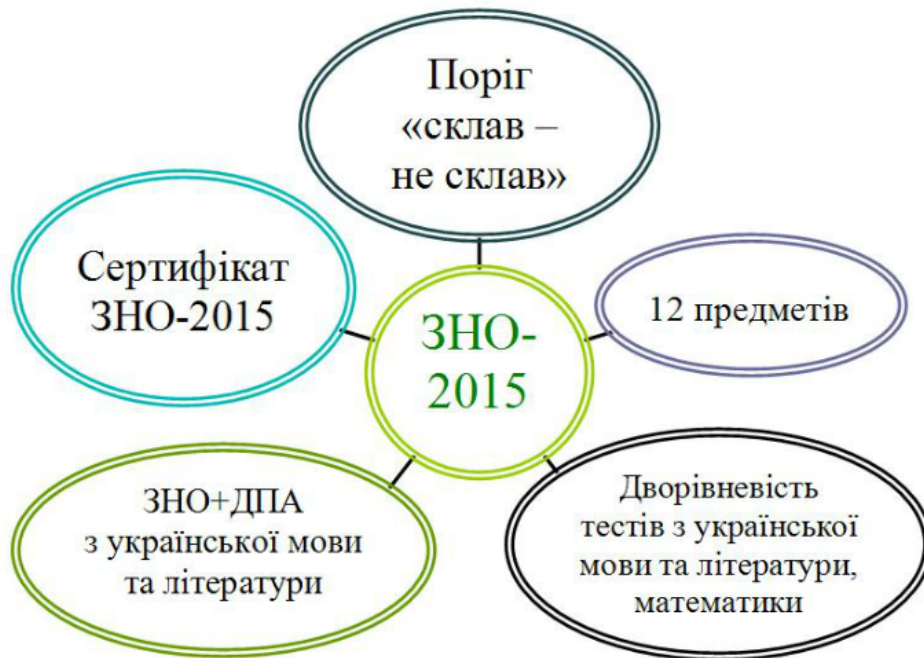 Поріг
«склав –
не склав»
Сертифікат
ЗНО-2015
ЗНО-
2015
12 предметів
ЗНО+ДПА
з української мови
та літератури
Дворівневість
тестів з української
мови та літератури,
математики